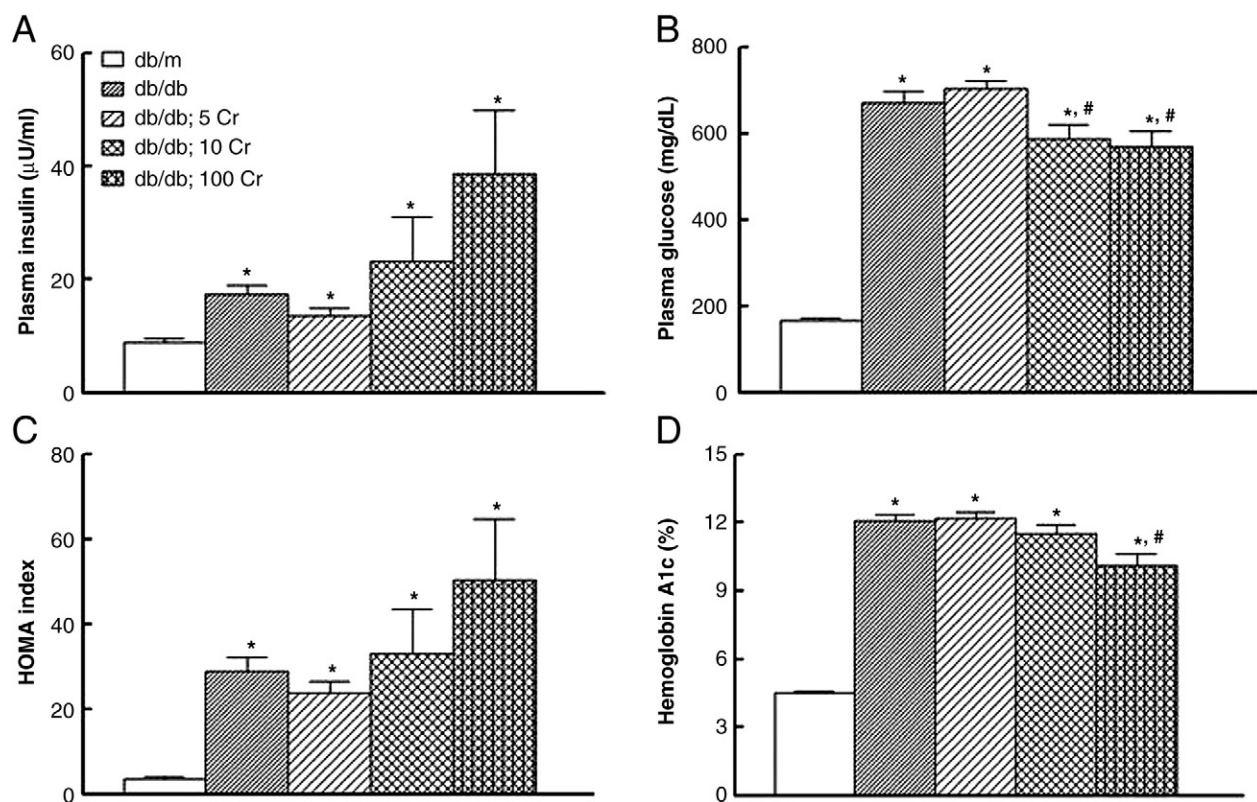 A
Plasma insulin (μU/ml)
60
40
20
0
db/m
db/db
db/db; 5 Cr
db/db; 10 Cr
db/db; 100 Cr
*
*
*
*
B
Plasma glucose (mg/dL)
800
600
400
200
0
*
*
*, #
*, #
C
HOMA index
80
60
40
20
0
*
*
*
*
D
Hemoglobin A1c (%)
15
12
9
6
3
0
*
*
*
*, #